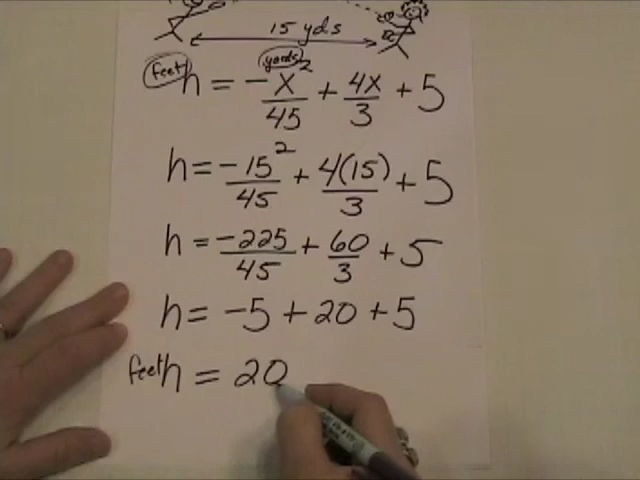 15 yds
feet h = -x²/45 + 4x/3 + 5
yards
h = -15²/45 + 4(15)/3 + 5
h = -225/45 + 60/3 + 5
h = -5 + 20 + 5
feet h = 20